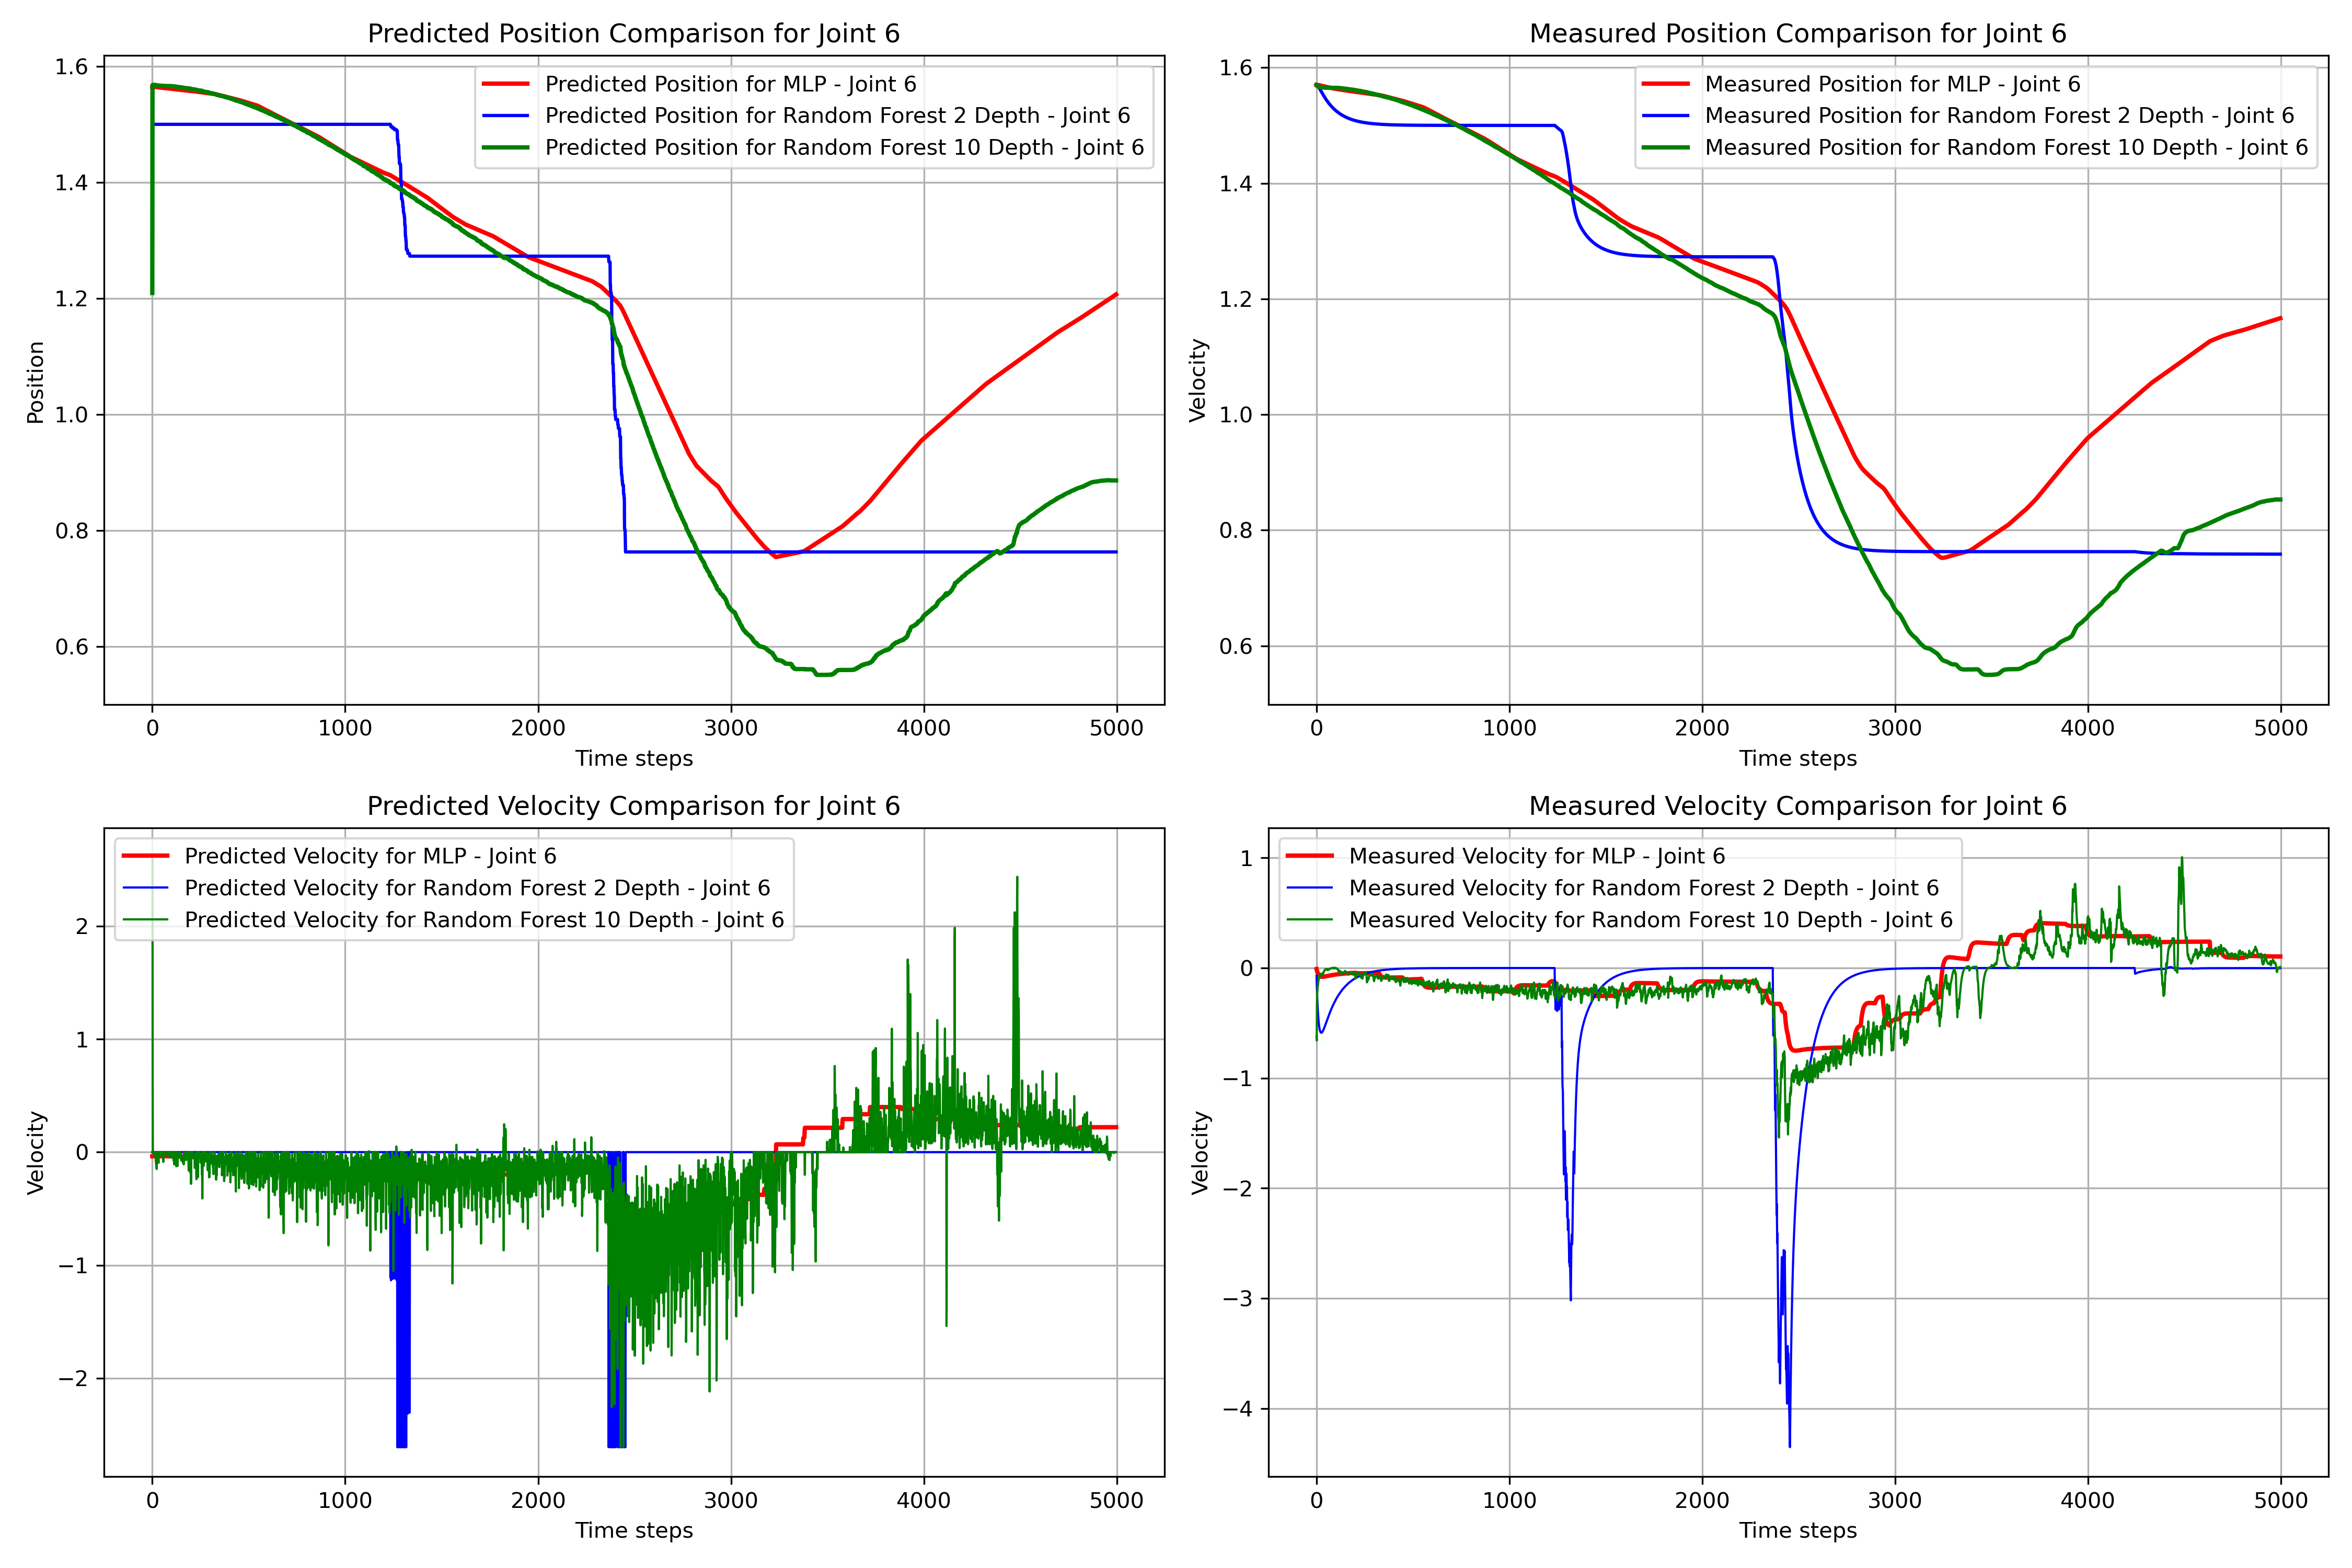 Predicted Position Comparison for Joint 6
Position
1.6
1.4
1.2
1.0
0.8
0.6
Predicted Position for MLP - Joint 6
Predicted Position for Random Forest 2 Depth - Joint 6
Predicted Position for Random Forest 10 Depth - Joint 6
0 1000 2000 3000 4000 5000
Time steps
Measured Position Comparison for Joint 6
Velocity
1.6
1.4
1.2
1.0
0.8
0.6
Measured Position for MLP - Joint 6
Measured Position for Random Forest 2 Depth - Joint 6
Measured Position for Random Forest 10 Depth - Joint 6
0 1000 2000 3000 4000 5000
Time steps
Predicted Velocity Comparison for Joint 6
Velocity
2
1
0
−1
−2
Predicted Velocity for MLP - Joint 6
Predicted Velocity for Random Forest 2 Depth - Joint 6
Predicted Velocity for Random Forest 10 Depth - Joint 6
0 1000 2000 3000 4000 5000
Time steps
Measured Velocity Comparison for Joint 6
Velocity
1
0
−1
−2
−3
−4
Measured Velocity for MLP - Joint 6
Measured Velocity for Random Forest 2 Depth - Joint 6
Measured Velocity for Random Forest 10 Depth - Joint 6
0 1000 2000 3000 4000 5000
Time steps